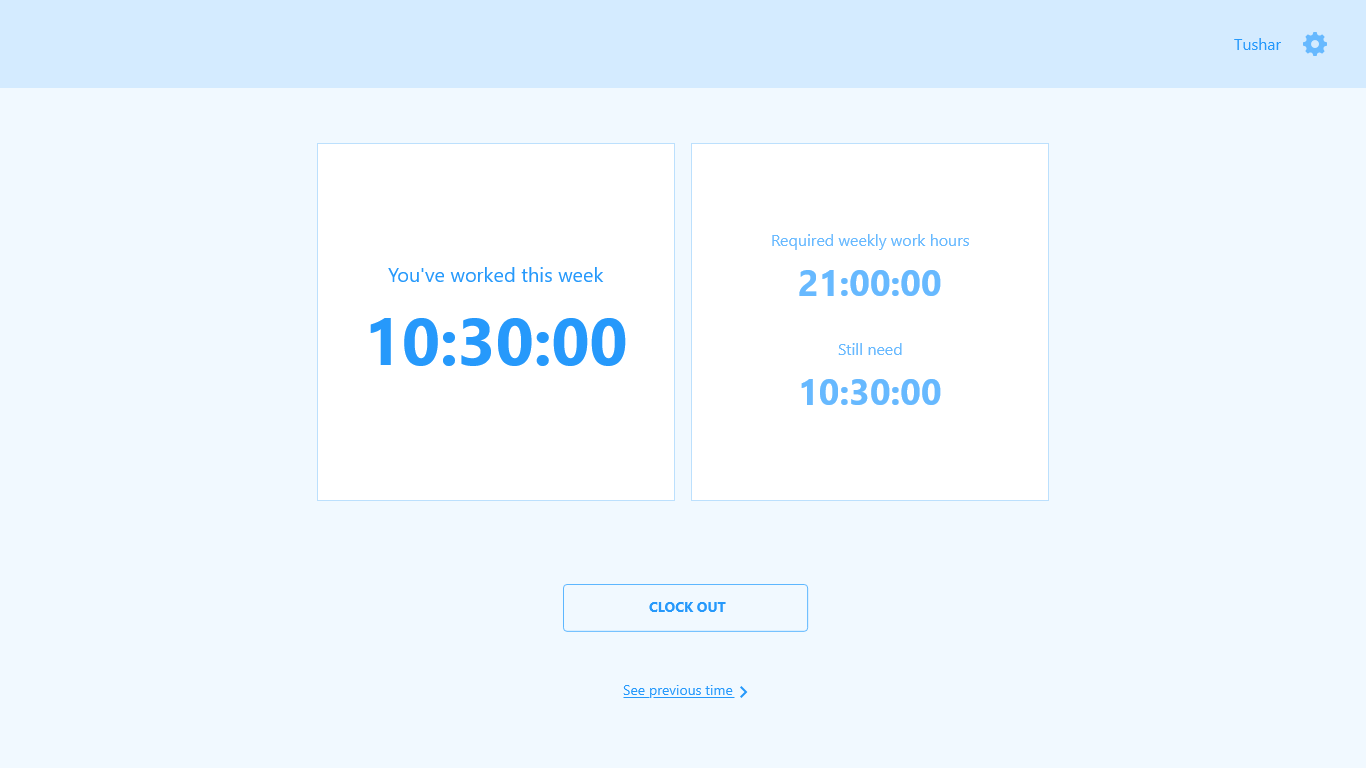 Tushar
You've worked this week
10:30:00
Required weekly work hours
21:00:00
Still need
10:30:00
CLOCK OUT
See previous time